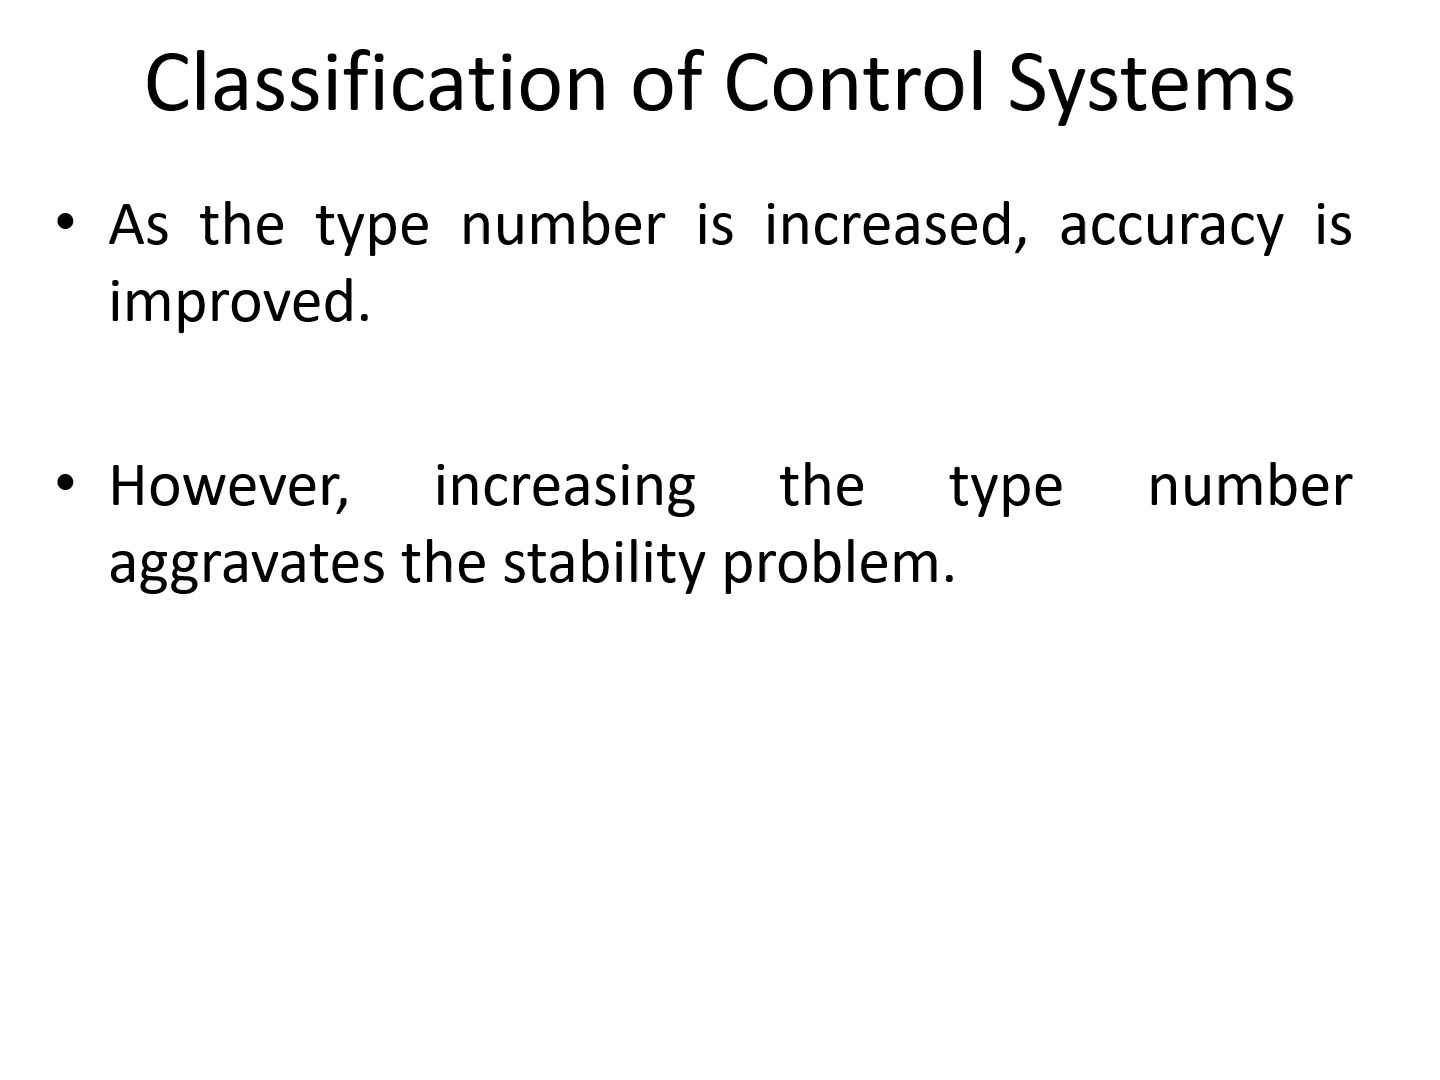 Classification of Control Systems
• As the type number is increased, accuracy is
improved.
• However, increasing the type number
aggravates the stability problem.